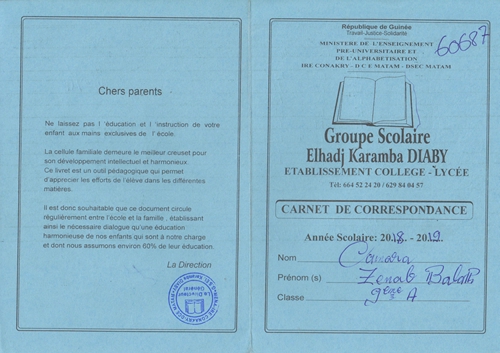 Chers parents
Ne laissez pas l 'éducation et l 'instruction de votre
enfant aux mains exclusives de l' école.
La cellule familiale demeure le meilleur creuset pour
son développement intellectuel et harmonieux.
Ce livret est un outil pédagogique qui permet
d'apprecier les efforts de l'élève dans les différentes
matières.
Il est donc souhaitable que ce document circule
régulièrement entre l'école et la famille, établissant
ainsi le nécessaire dialogue qu'une éducation
harmonieuse de nos enfants qui sont à notre charge
et dont nous assumons environ 60% de leur éducation.
La Direction
Le Directeur
Général
République de Guinée
Travail-Justice-Solidarité
60687
MINISTERE DE L'ENSEIGNEMENT
PRE-UNIVERSITAIRE ET
DE L'ALPHABETISATION
IRE CONAKRY - D C E MATAM - DSEC MATAM
Groupe Scolaire
Elhadj Karamba DIABY
ETABLISSEMENT COLLEGE - LYCÉE
Tél: 664 52 24 20 / 629 84 04 57
CARNET DE CORRESPONDANCE
Année Scolaire: 2018. - 2019
Nom Camara
Prénom (s) Zenab
Classe 9ème A